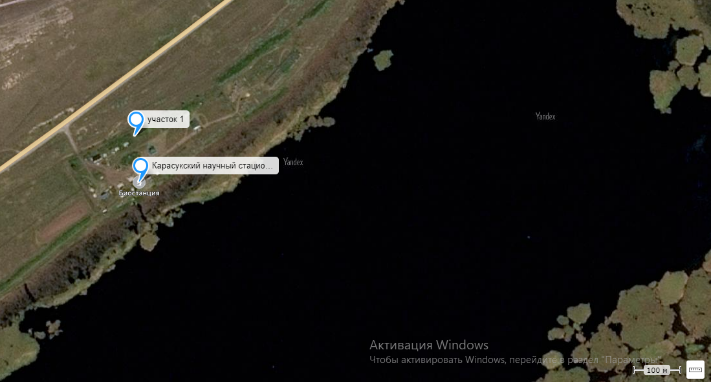 участок 1
Yandex
Карасукский научный стацио...
Yandex
Биостанция
Активация Windows
Чтобы активировать Windows, перейдите в раздел "Параметры
100 м